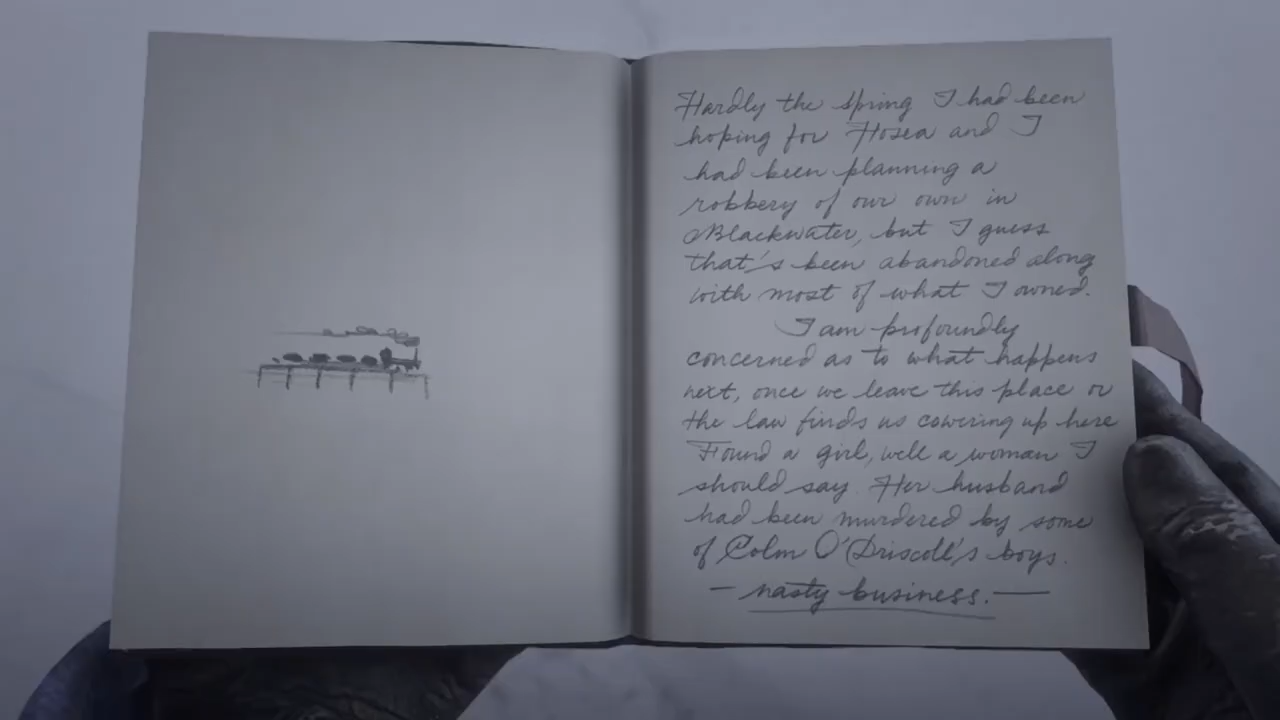 Hardly the spring I had been
hoping for Hosea and I
had been planning a
robbery of our own in
Blackwater, but I guess
that's been abandoned along
with most of what I owned.
I am profoundly
concerned as to what happens
next, once we leave this place or
the law finds us cowering up here
Found a girl, well a woman I
should say. Her husband
had been murdered by some
of Colm O'Driscoll's boys.
— nasty business. —